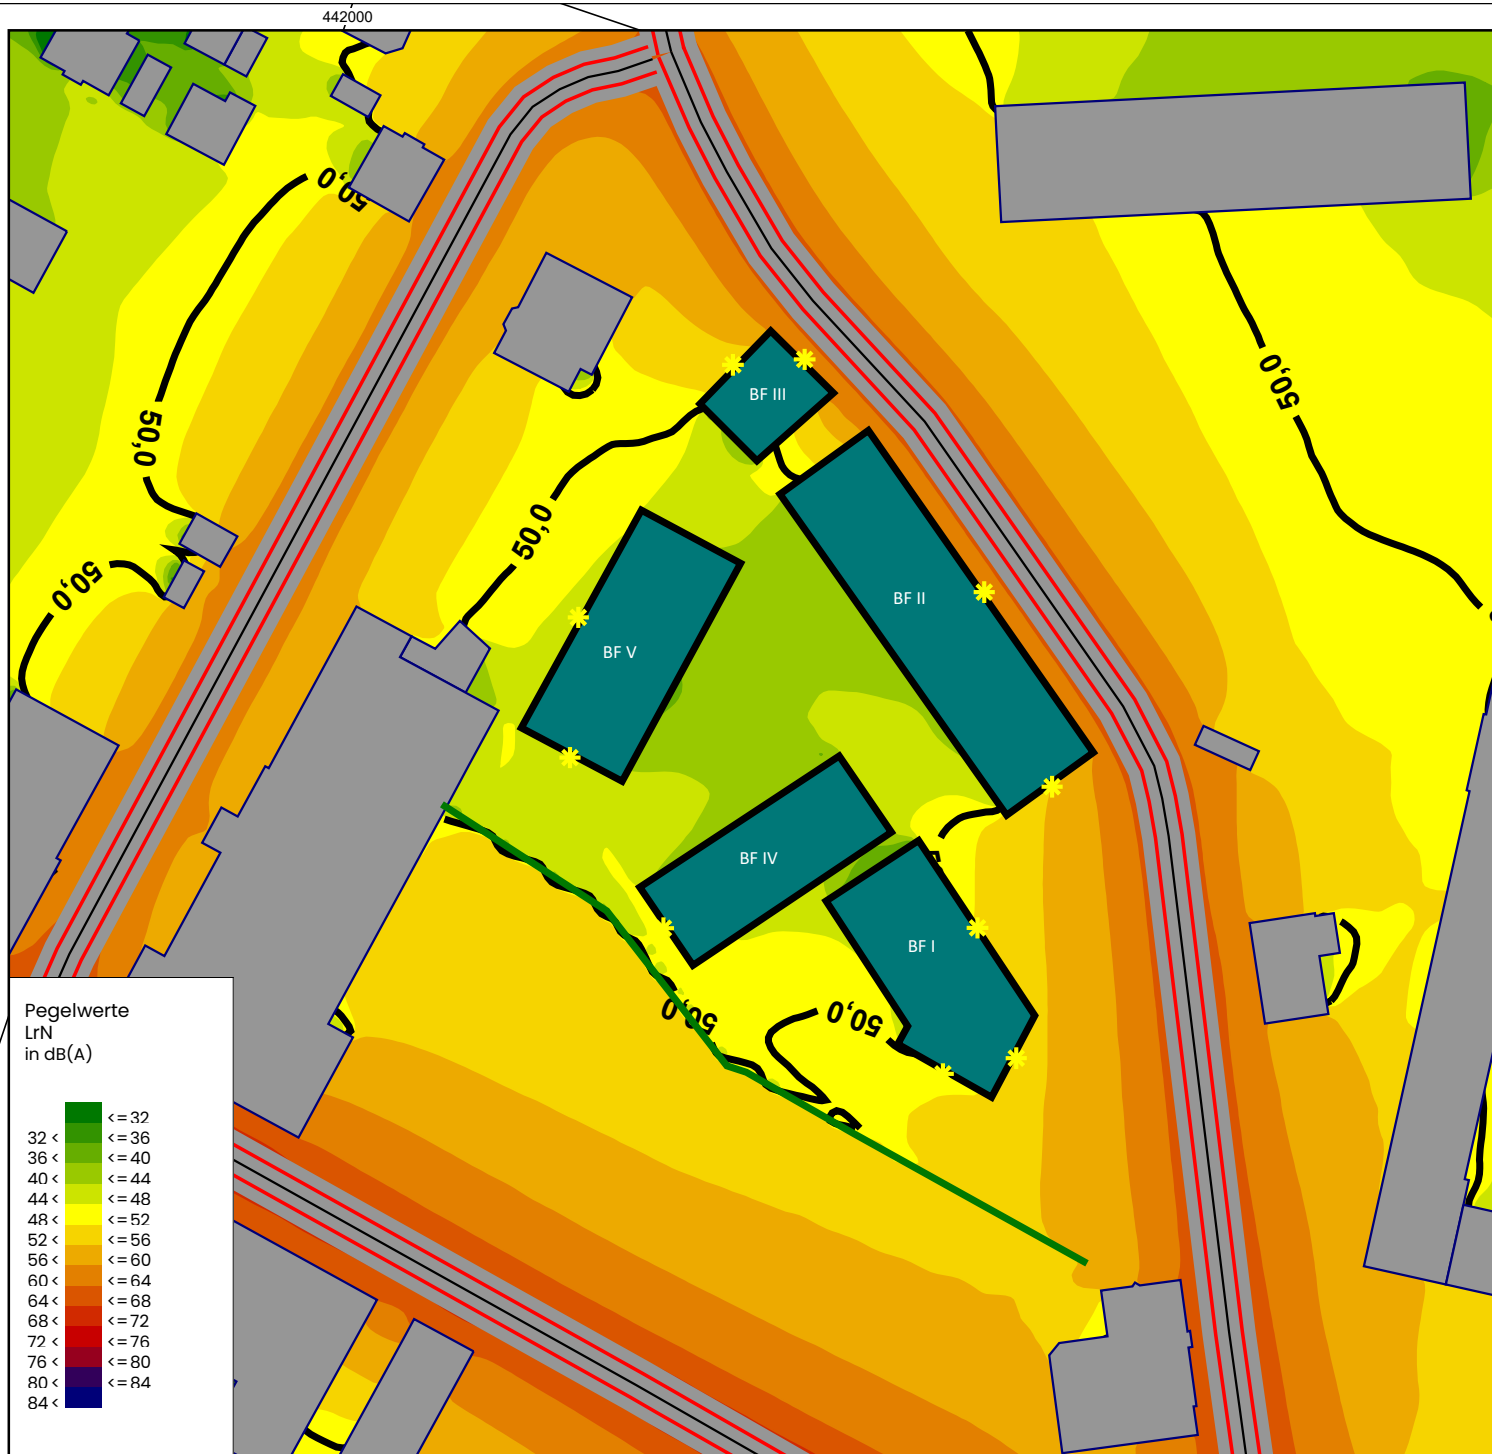 442000
50,0
50,0
50,0
50,0
50,0
50,0
50,0
BF III
BF II
BF V
BF IV
BF I
Pegelwerte
LrN
in dB(A)
<=32
32 < <=36
36 < <=40
40 < <=44
44 < <=48
48 < <=52
52 < <=56
56 < <=60
60 < <=64
64 < <=68
68 < <=72
72 < <=76
76 < <=80
80 < <=84
84 <